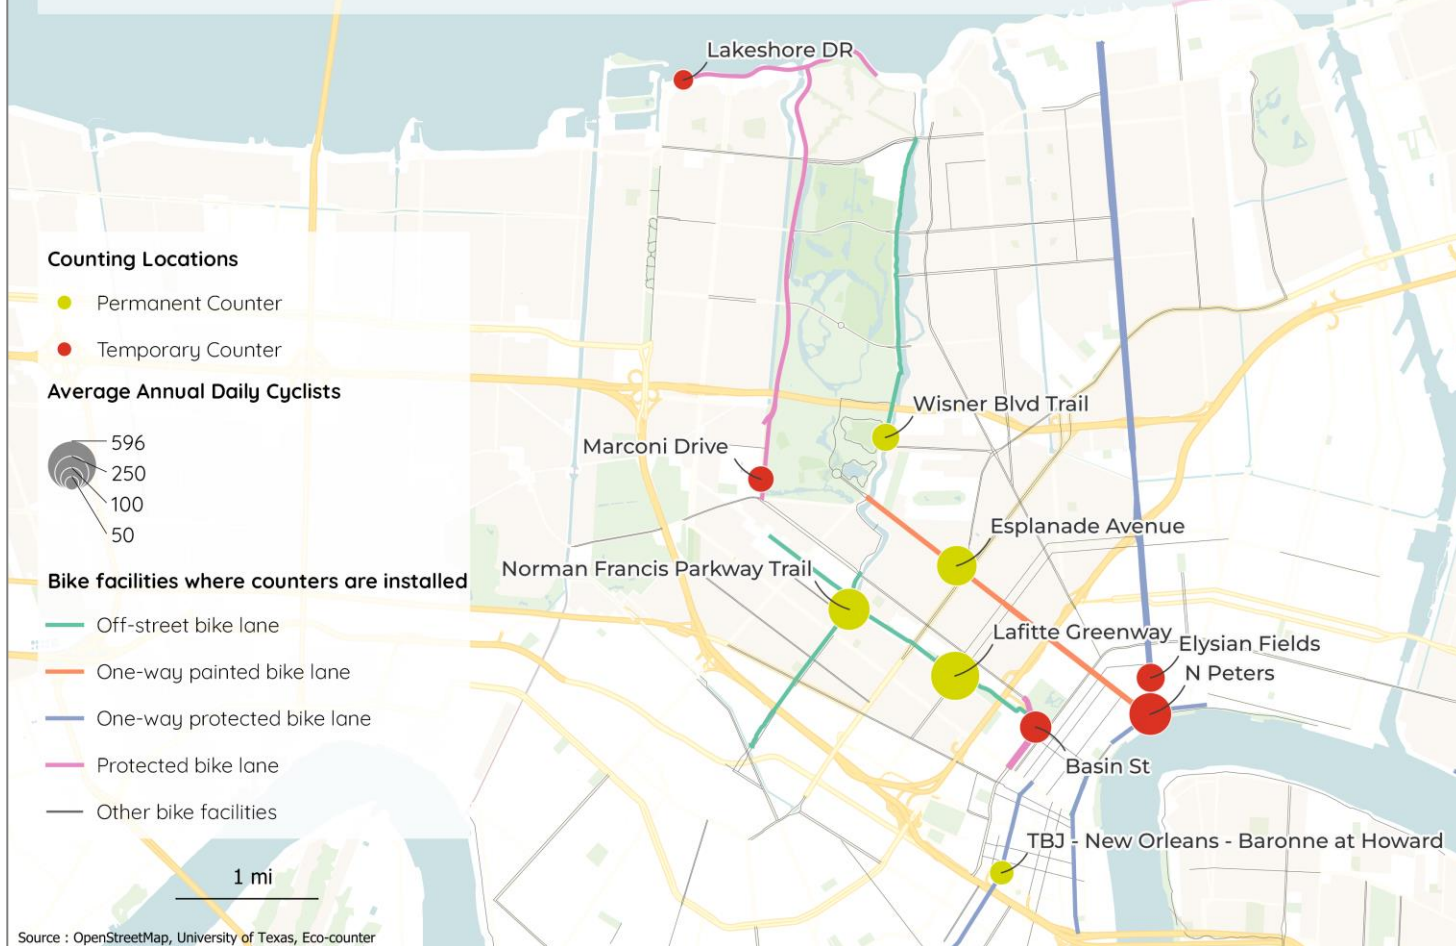 Lakeshore DR
Counting Locations
Permanent Counter
Temporary Counter
Average Annual Daily Cyclists
596
250
100
50
Bike facilities where counters are installed
Off-street bike lane
One-way painted bike lane
One-way protected bike lane
Protected bike lane
Other bike facilities
1 mi
Source : OpenStreetMap, University of Texas, Eco-counter
Wisner Blvd Trail
Marconi Drive
Esplanade Avenue
Norman Francis Parkway Trail
Lafitte Greenway
Elysian Fields
N Peters
Basin St
TBJ - New Orleans - Baronne at Howard